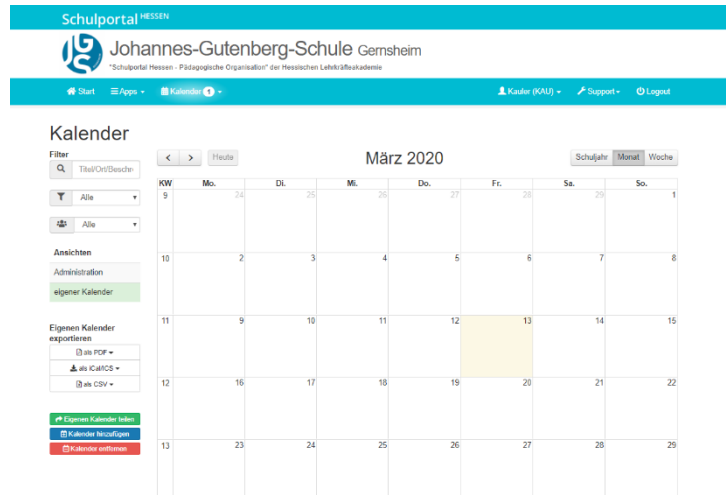 Schulportal HESSEN
JGS
Johannes-Gutenberg-Schule Gernsheim
"Schulportal Hessen - Pädagogische Organisation" der Hessischen Lehrkräfteakademie
Start Apps Kalender 1 Kaulor (KAU) Support Logout
Kalender
Filter
Titel/Ort/Beschr
Alle
Alle
Ansichten
Administration
eigener Kalender
Eigenen Kalender
exportieren
als PDF
als iCal/ICS
als CSV
Eigenen Kalender teilen
Kalender hinzufügen
Kalender entfernen
Heute März 2020 Schuljahr Monat Woche
KW Mo. Di. Mi. Do. Fr. Sa. So.
9 24 25 26 27 28 29 1
10 2 3 4 5 6 7 8
11 9 10 11 12 13 14 15
12 16 17 18 19 20 21 22
13 23 24 25 26 27 28 29